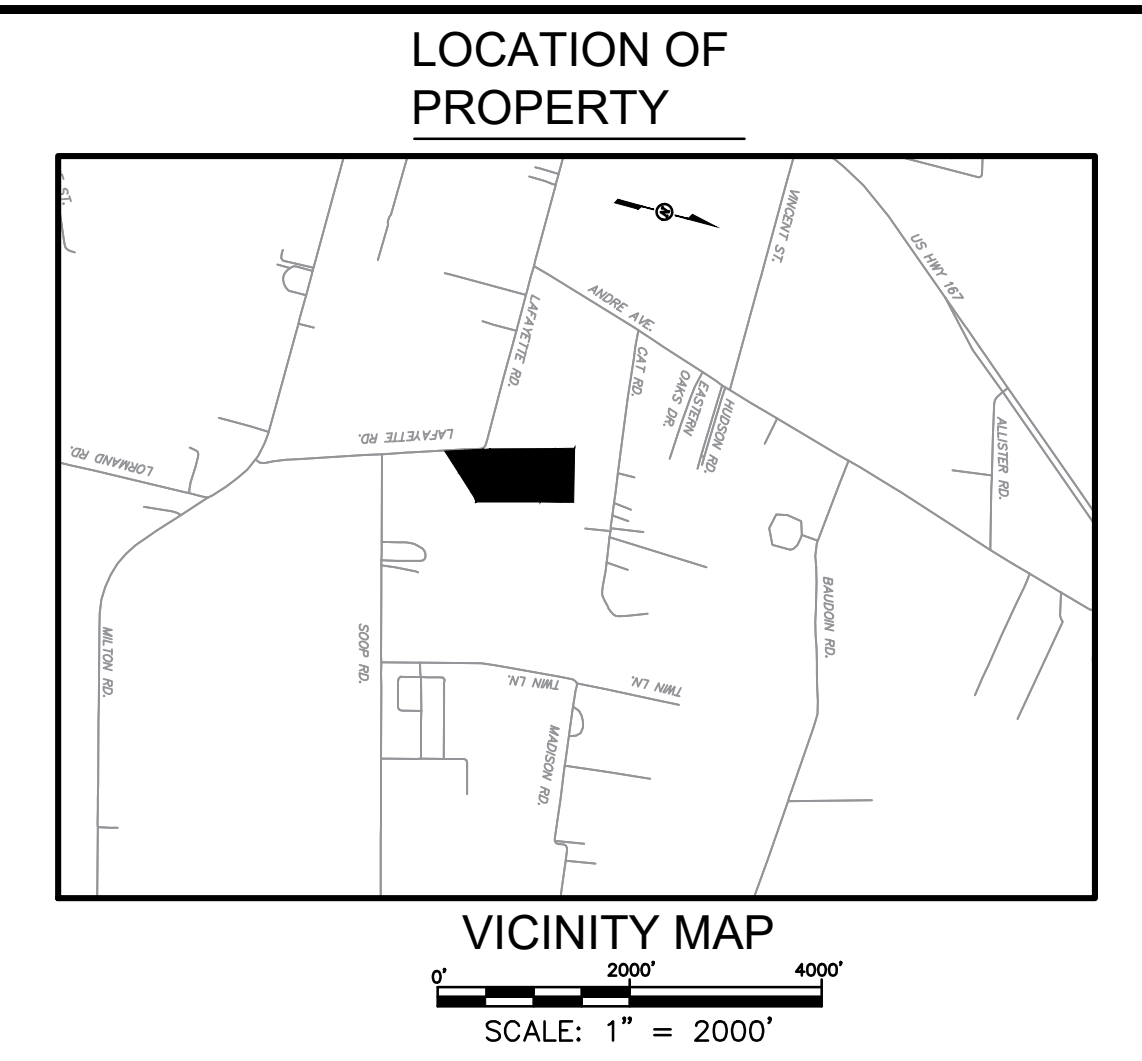 LOCATION OF
PROPERTY
ST.
N
VINCENT ST.
US HWY 167
ANDRE AVE.
LAFAYETTE RD.
CAT RD.
EASTERN
OAKS DR.
HUDSON RD.
ALLISTER RD.
LAFAYETTE RD.
LORMAND RD.
BAUDOIN RD.
MILTON RD.
SOOP RD.
TWIN LN.
TWIN LN.
MADISON RD.
VICINITY MAP
0' 2000' 4000'
SCALE: 1" = 2000'